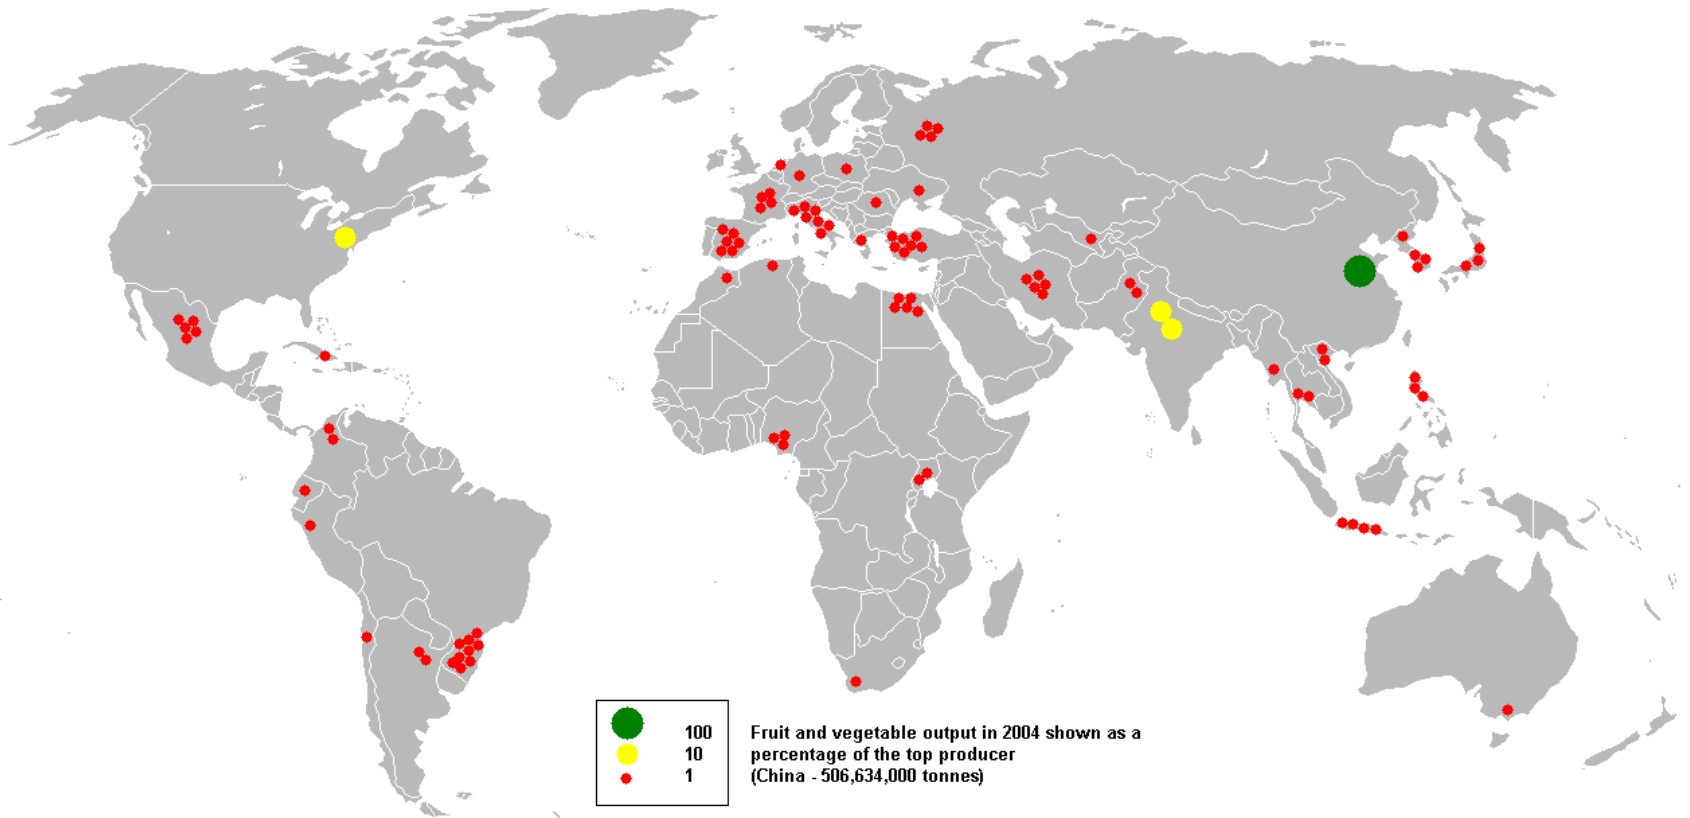 100
10
1
Fruit and vegetable output in 2004 shown as a
percentage of the top producer
(China - 506,634,000 tonnes)